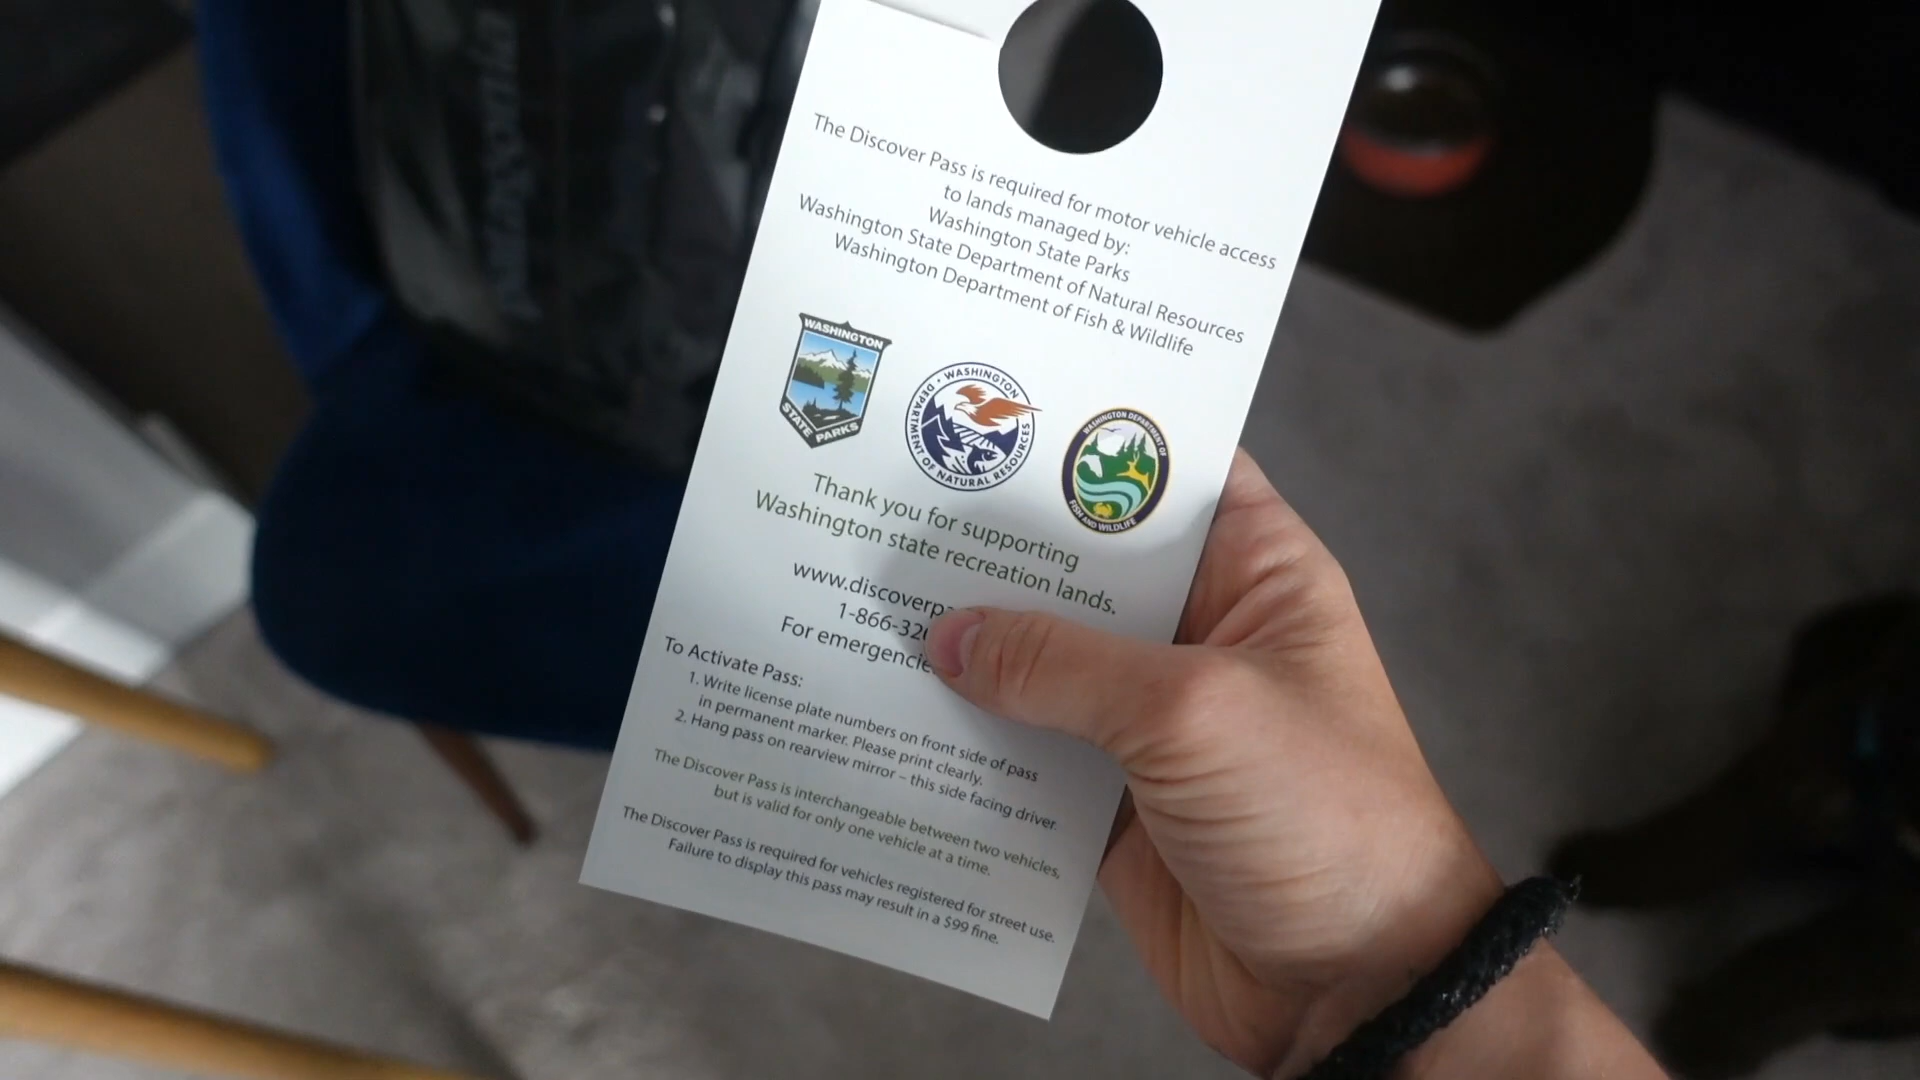 The Discover Pass is required for motor vehicle access
to lands managed by:
Washington State Parks
Washington State Department of Natural Resources
Washington Department of Fish & Wildlife
WASHINGTON
STATE PARKS
WASHINGTON
DEPARTMENT OF NATURAL RESOURCES
WASHINGTON DEPARTMENT OF
FISH AND WILDLIFE
Thank you for supporting
Washington state recreation lands.
www.discoverp
1-866-32
For emergencie
To Activate Pass:
1. Write license plate numbers on front side of pass
in permanent marker. Please print clearly.
2. Hang pass on rearview mirror – this side facing driver.
The Discover Pass is interchangeable between two vehicles,
but is valid for only one vehicle at a time.
The Discover Pass is required for vehicles registered for street use.
Failure to display this pass may result in a $99 fine.